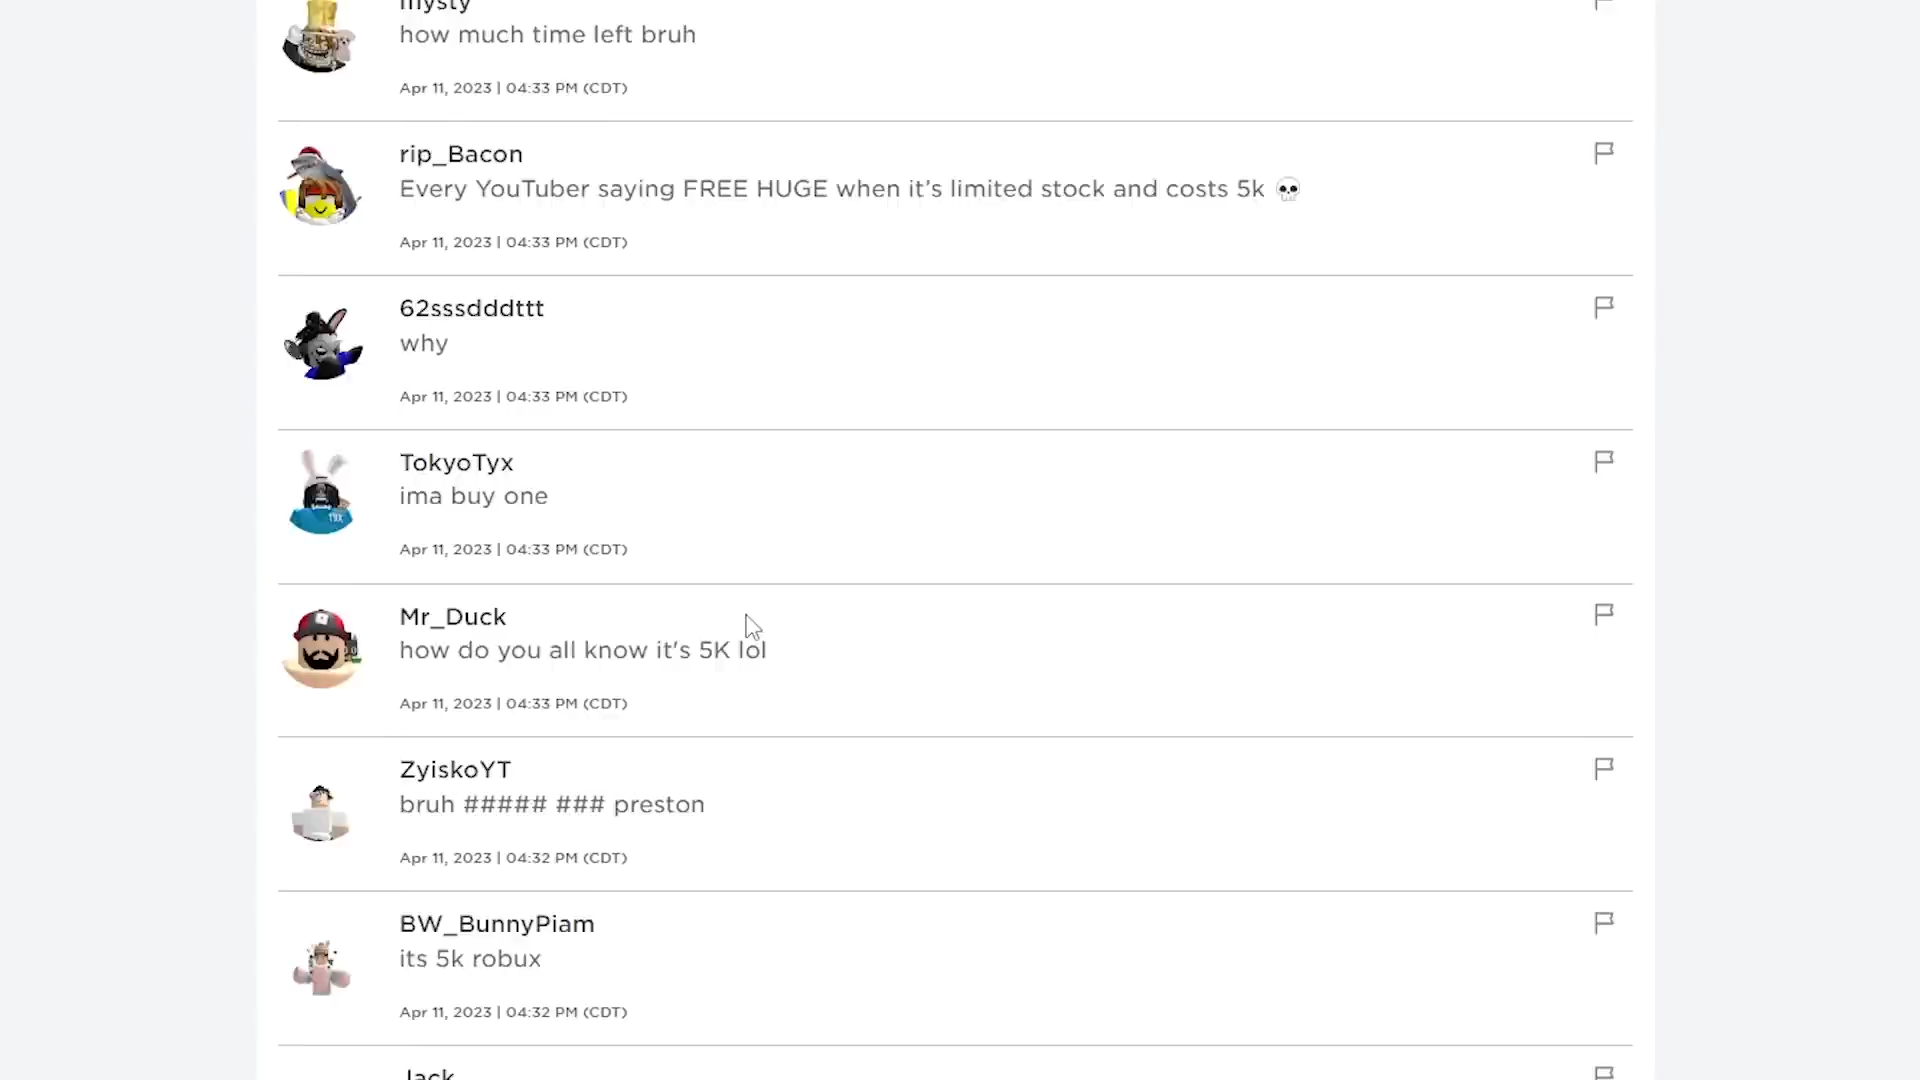 mysty
how much time left bruh
Apr 11, 2023 | 04:33 PM (CDT)
rip_Bacon
Every YouTuber saying FREE HUGE when it’s limited stock and costs 5k 💀
Apr 11, 2023 | 04:33 PM (CDT)
62sssdddttt
why
Apr 11, 2023 | 04:33 PM (CDT)
TokyoTyx
ima buy one
Apr 11, 2023 | 04:33 PM (CDT)
Mr_Duck
how do you all know it's 5K lol
Apr 11, 2023 | 04:33 PM (CDT)
ZyiskoYT
bruh ##### ### preston
Apr 11, 2023 | 04:32 PM (CDT)
BW_BunnyPiam
its 5k robux
Apr 11, 2023 | 04:32 PM (CDT)
Jack